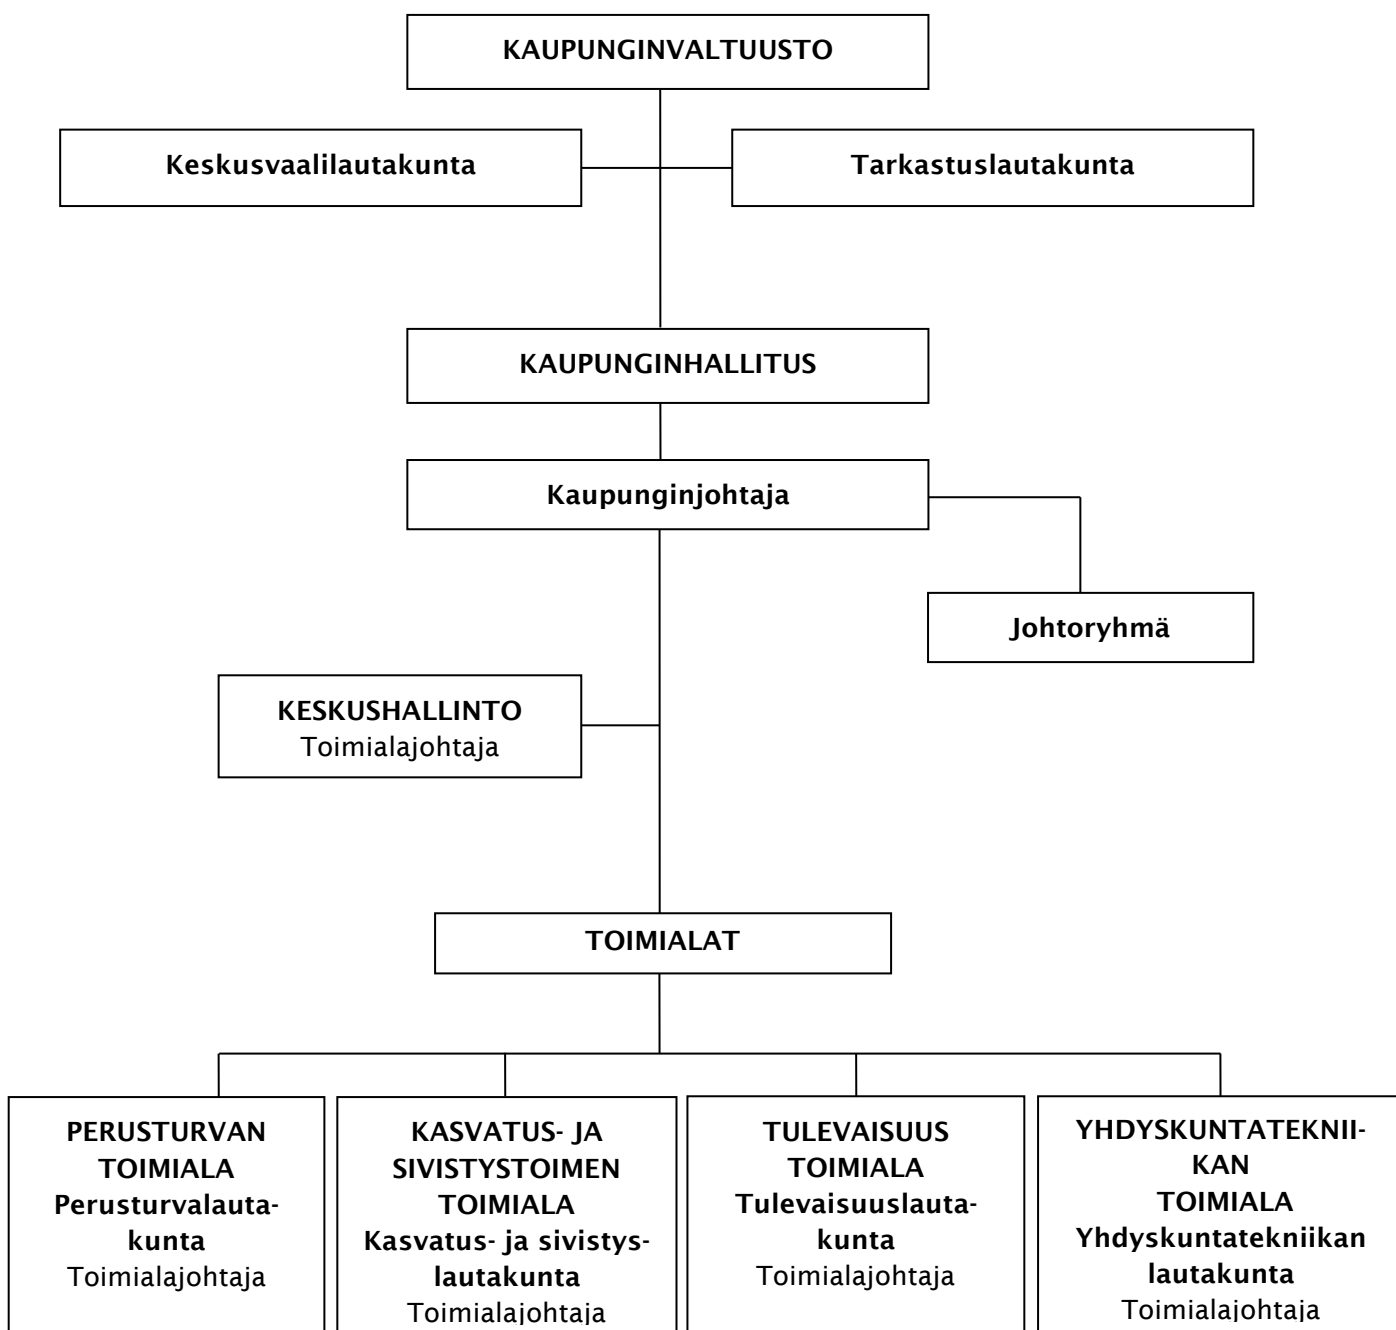 KAUPUNGINVALTUUSTO
Keskusvaalilautakunta
Tarkastuslautakunta
KAUPUNGINHALLITUS
Kaupunginjohtaja
Johtoryhmä
KESKUSHALLINTO
Toimialajohtaja
TOIMIALAT
PERUSTURVAN
TOIMIALA
Perusturvalauta-
kunta
Toimialajohtaja
KASVATUS- JA
SIVISTYSTOIMEN
TOIMIALA
Kasvatus- ja sivistys-
lautakunta
Toimialajohtaja
TULEVAISUUS
TOIMIALA
Tulevaisuuslauta-
kunta
Toimialajohtaja
YHDYSKUNTATEKNII-
KAN
TOIMIALA
Yhdyskuntatekniikan
lautakunta
Toimialajohtaja